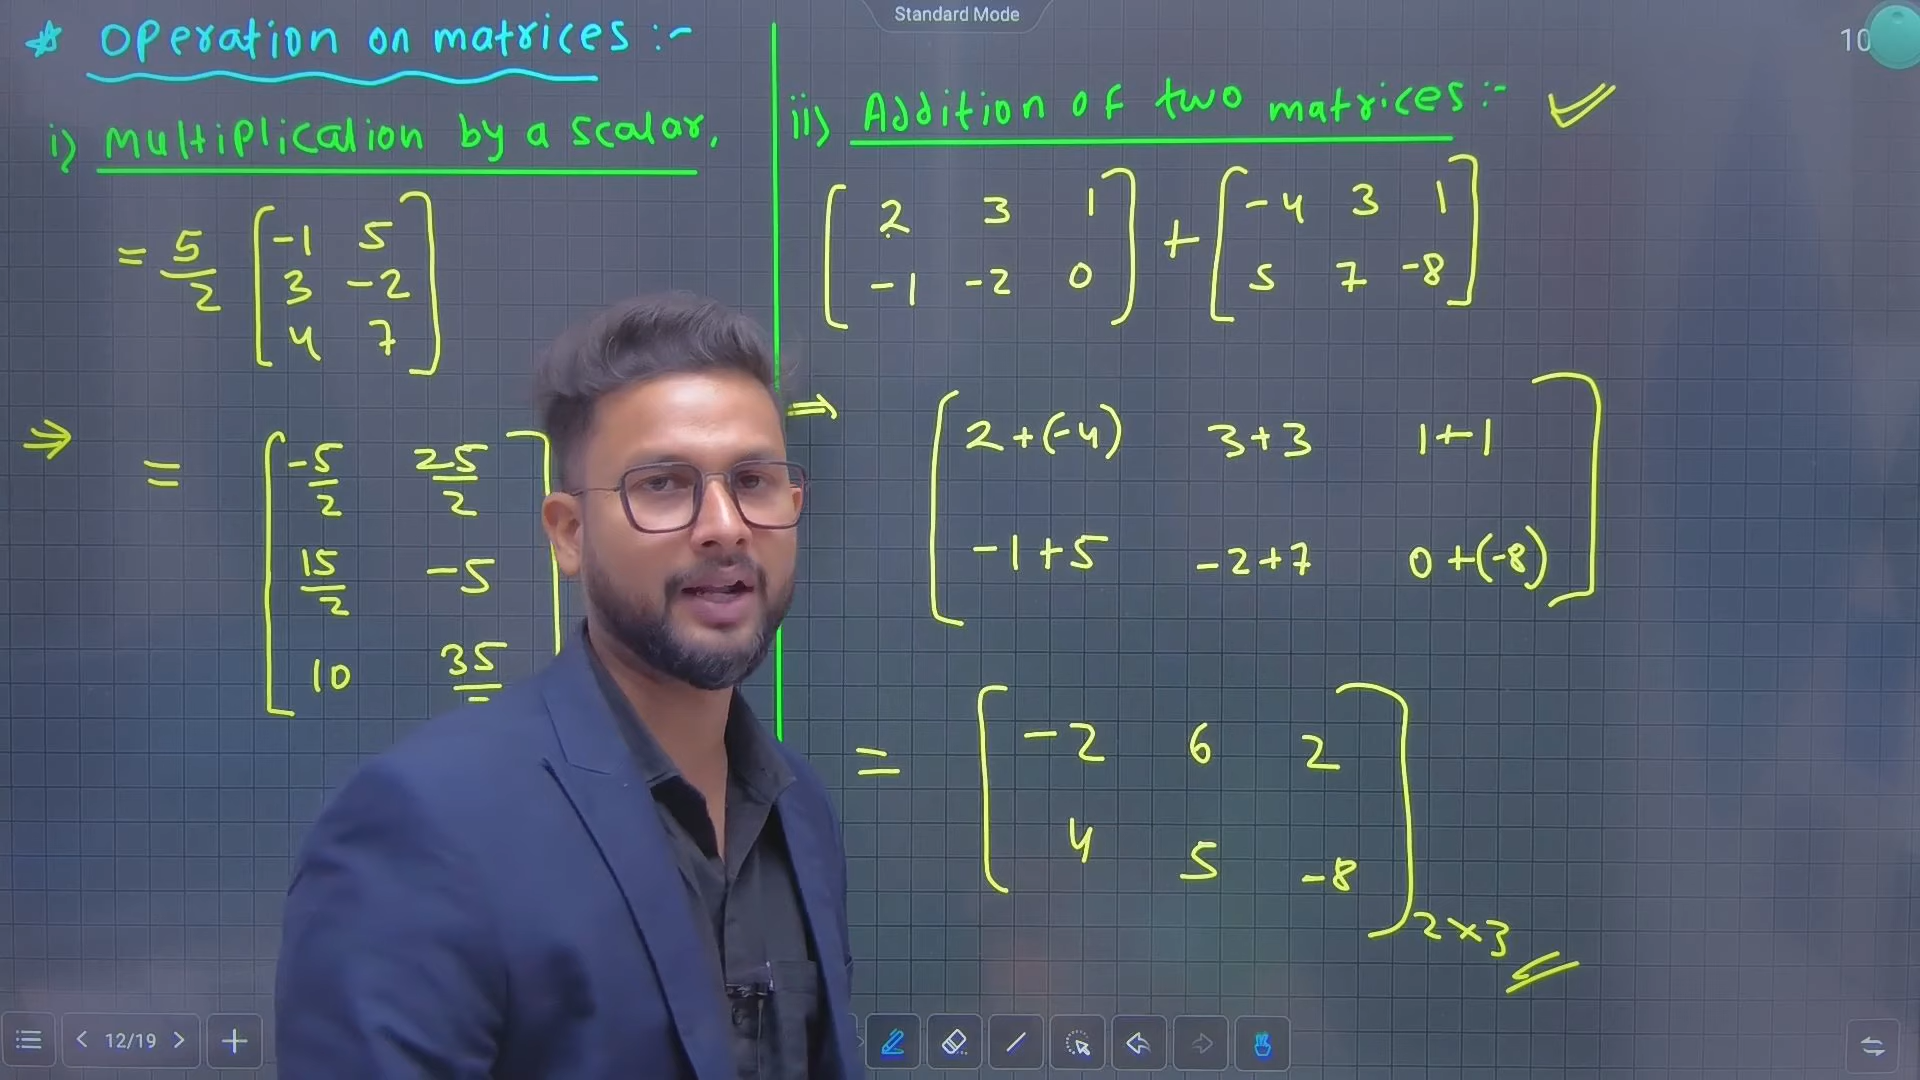 Standard Mode
10
* Operation on matrices :-
i) Multiplication by a scalar,
= 5/2 [ -1 5
3 -2
4 7 ]
⇒ = [ -5/2 25/2
15/2 -5
10 35 ]
ii) Addition of two matrices :- ✓
[ 2 3 1
-1 -2 0 ] + [ -4 3 1
5 7 -8 ]
⇒ [ 2+(-4) 3+3 1+1
-1+5 -2+7 0+(-8) ]
= [ -2 6 2
4 5 -8 ] 2×3
12/19